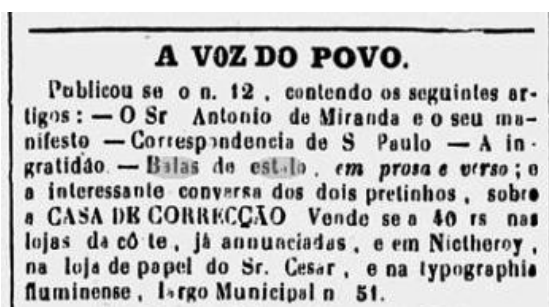 A VOZ DO POVO.
Publicou se o n. 12, contendo os seguintes ar-
tigos : — O Sr Antonio de Miranda e o seu ma-
nifesto — Correspondencia de S Paulo — A in-
gratidão. — Balas de estalo, em prosa e verso; e
a interessante conversa dos dois pretinhos, sobre
a CASA DE CORRECÇÃO Vende se a 40 rs nas
lojas da côrte, já annunciadas, e em Nictheroy,
na loja de papel do Sr. Cesar, e na typographia
fluminense, largo Municipal n 51.